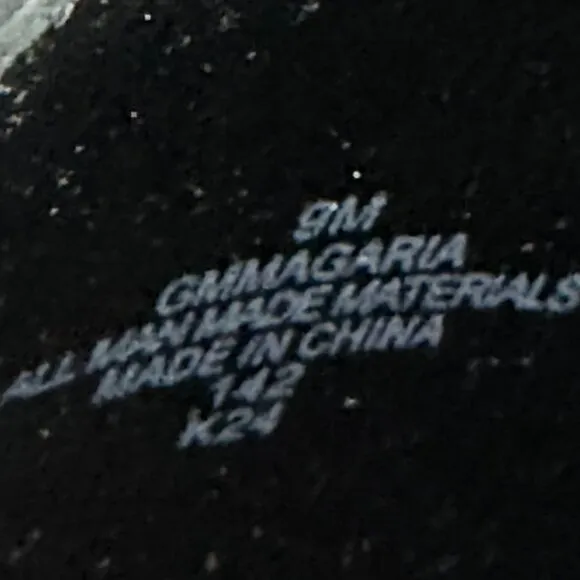 9M
GMMAGARIA
ALL MAN MADE MATERIALS
MADE IN CHINA
142
K24